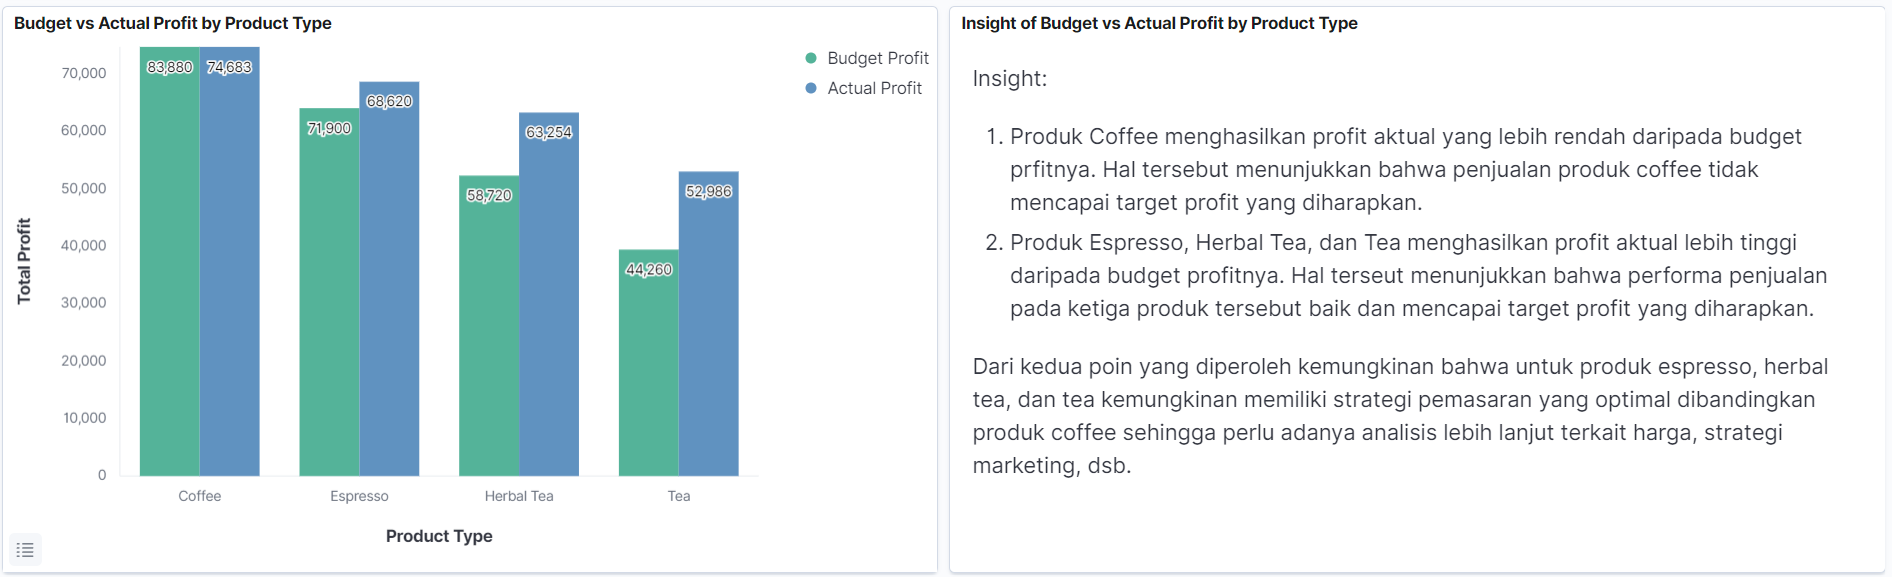 Budget vs Actual Profit by Product Type
Total Profit
70,000
60,000
50,000
40,000
30,000
20,000
10,000
0
83,880 74,683
71,900 68,620
58,720 63,254
44,260 52,986
Coffee Espresso Herbal Tea Tea
Product Type
Budget Profit
Actual Profit
Insight of Budget vs Actual Profit by Product Type
Insight:
1. Produk Coffee menghasilkan profit aktual yang lebih rendah daripada budget
prfitnya. Hal tersebut menunjukkan bahwa penjualan produk coffee tidak
mencapai target profit yang diharapkan.
2. Produk Espresso, Herbal Tea, dan Tea menghasilkan profit aktual lebih tinggi
daripada budget profitnya. Hal terseut menunjukkan bahwa performa penjualan
pada ketiga produk tersebut baik dan mencapai target profit yang diharapkan.
Dari kedua poin yang diperoleh kemungkinan bahwa untuk produk espresso, herbal
tea, dan tea kemungkinan memiliki strategi pemasaran yang optimal dibandingkan
produk coffee sehingga perlu adanya analisis lebih lanjut terkait harga, strategi
marketing, dsb.